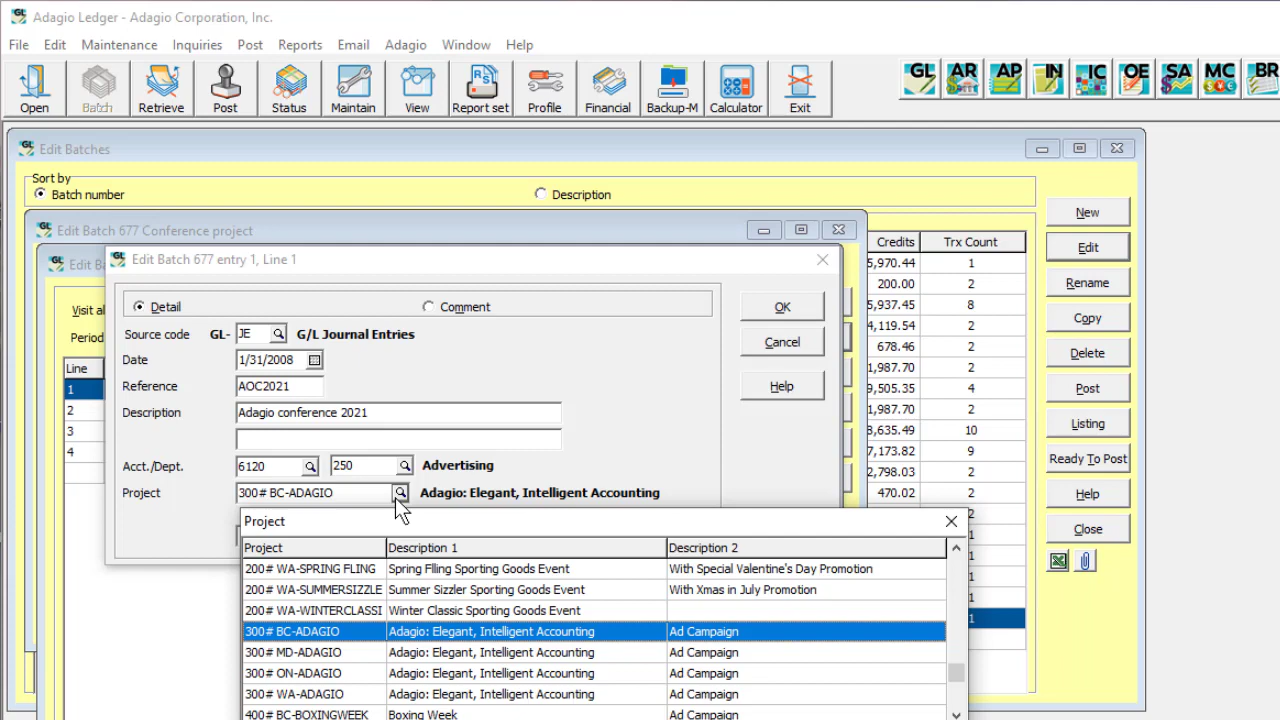 Adagio Ledger - Adagio Corporation, Inc.
File Edit Maintenance Inquiries Post Reports Email Adagio Window Help
Open Batch Retrieve Post Status Maintain View Report set Profile Financial Backup-M Calculator Exit
GL AR AP IN IC OE SA MC BR
Edit Batches
Sort by
Batch number Description
New
Edit Batch 677 Conference project
Credits Trx Count
Edit
Edit Ba
Edit Batch 677 entry 1, Line 1
5,970.44 1
200.00 2
Rename
Detail Comment
OK
5,937.45 8
Visit al
4,119.54 2
Copy
Source code GL- JE G/L Journal Entries
Period
Cancel
678.46 2
Delete
Date 1/31/2008
1,987.70 2
Line
Reference AOC2021
Help
9,505.35 4
Post
1
Description Adagio conference 2021
1,987.70 2
2
8,635.49 10
Listing
3
7,173.82 9
4
Acct./Dept. 6120 250 Advertising
2,798.03 2
Ready To Post
Project 300# BC-ADAGIO Adagio: Elegant, Intelligent Accounting
470.02 2
Help
2
Project
1
Close
Project Description 1 Description 2
1
200# WA-SPRING FLING Spring Flling Sporting Goods Event With Special Valentine's Day Promotion
1
200# WA-SUMMERSIZZLE Summer Sizzler Sporting Goods Event With Xmas in July Promotion
1
200# WA-WINTERCLASSI Winter Classic Sporting Goods Event
1
300# BC-ADAGIO Adagio: Elegant, Intelligent Accounting Ad Campaign
300# MD-ADAGIO Adagio: Elegant, Intelligent Accounting Ad Campaign
300# ON-ADAGIO Adagio: Elegant, Intelligent Accounting Ad Campaign
300# WA-ADAGIO Adagio: Elegant, Intelligent Accounting Ad Campaign
400# BC-BOXINGWEEK Boxing Week Ad Campaign